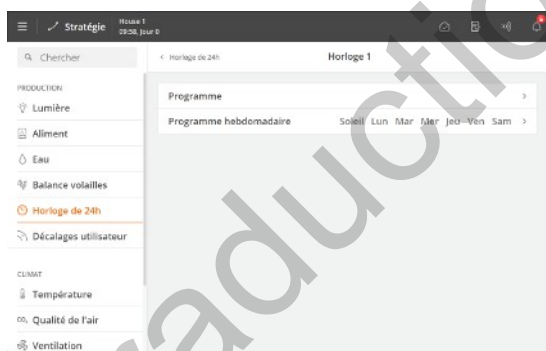 Stratégie
House 1
09:58, Jour 0
Chercher
< Horloge de 24h
Horloge 1
PRODUCTION
Lumière
Programme >
Programme hebdomadaire Soleil Lun Mar Mer Jeu Ven Sam >
Aliment
Eau
Balance volailles
Horloge de 24h
Décalages utilisateur
CLIMAT
Température
CO₂ Qualité de l'air
Ventilation
raduction